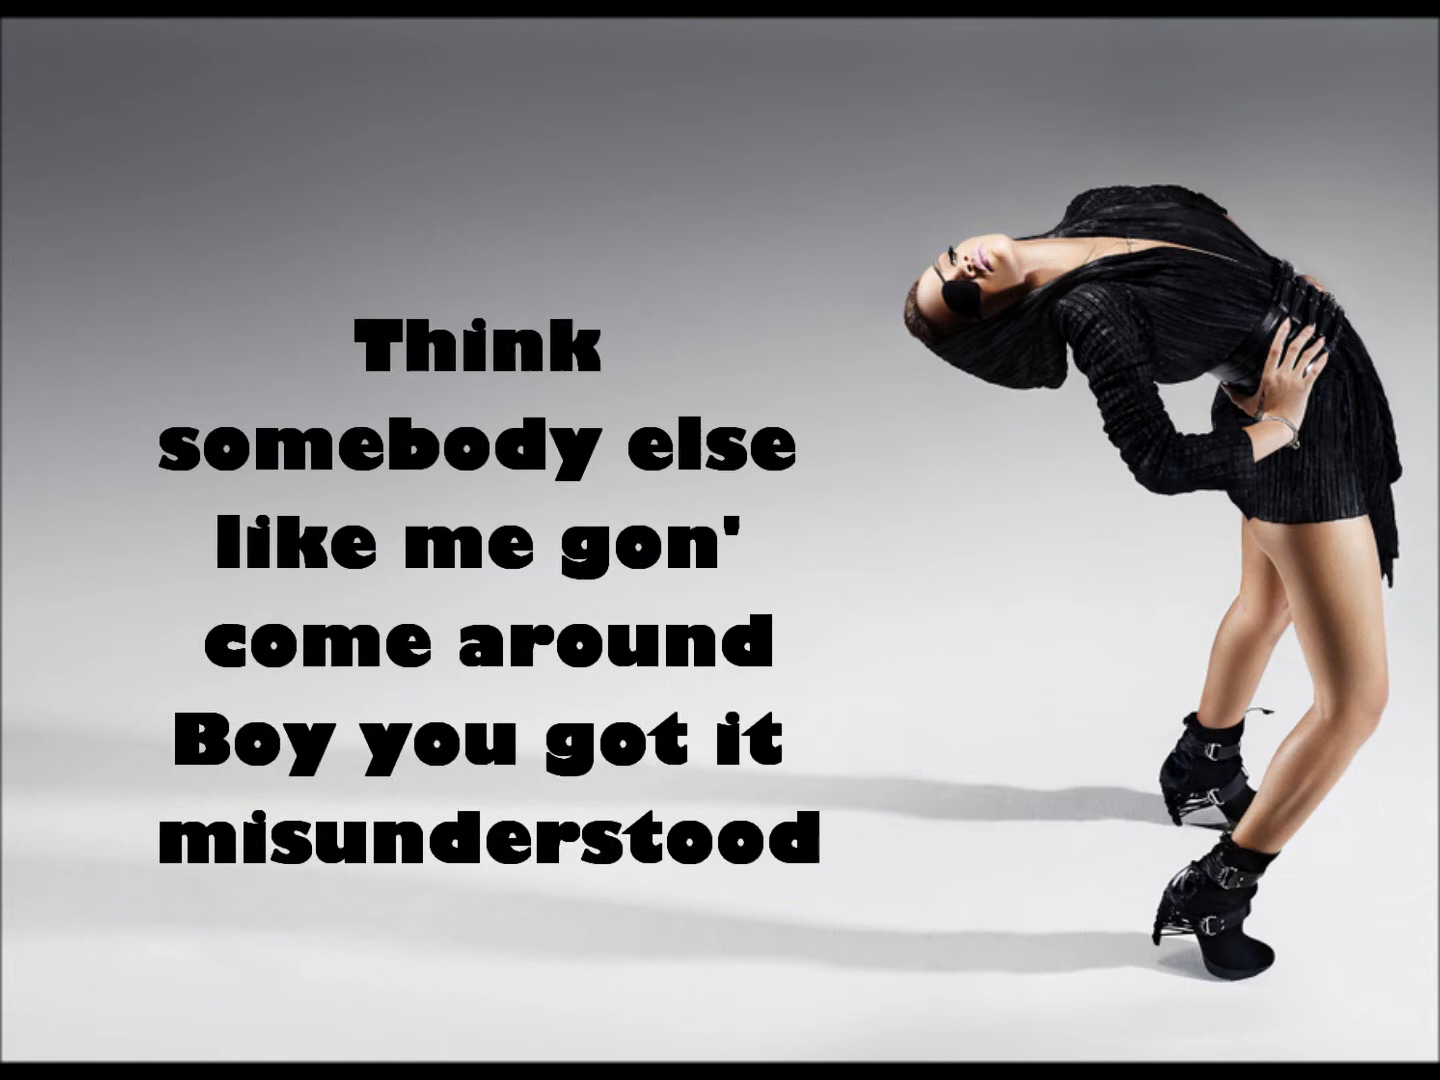 Think
somebody else
like me gon'
come around
Boy you got it
misunderstood